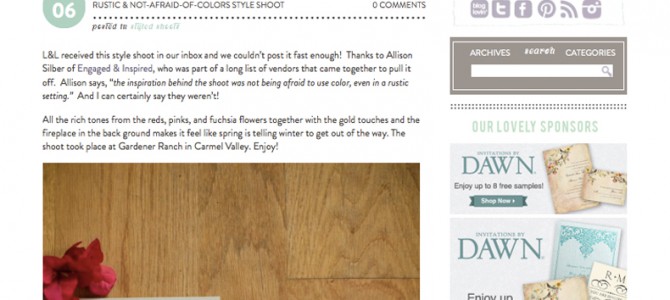 06
RUSTIC & NOT-AFRAID-OF-COLORS STYLE SHOOT
0 COMMENTS
posted in styled shoots
L&L received this style shoot in our inbox and we couldn't post it fast enough! Thanks to Allison
Silber of Engaged & Inspired, who was part of a long list of vendors that came together to pull it
off. Allison says, "the inspiration behind the shoot was not being afraid to use color, even in a rustic
setting." And I can certainly say they weren't!
All the rich tones from the reds, pinks, and fuchsia flowers together with the gold touches and the
fireplace in the back ground makes it feel like spring is telling winter to get out of the way. The
shoot took place at Gardener Ranch in Carmel Valley. Enjoy!
blog
lovin'
ARCHIVES search CATEGORIES
OUR LOVELY SPONSORS
INVITATIONS BY
DAWN
Enjoy up to 8 free samples!
Shop Now
INVITATIONS BY
DAWN
Enjoy up
to 8 free
R M